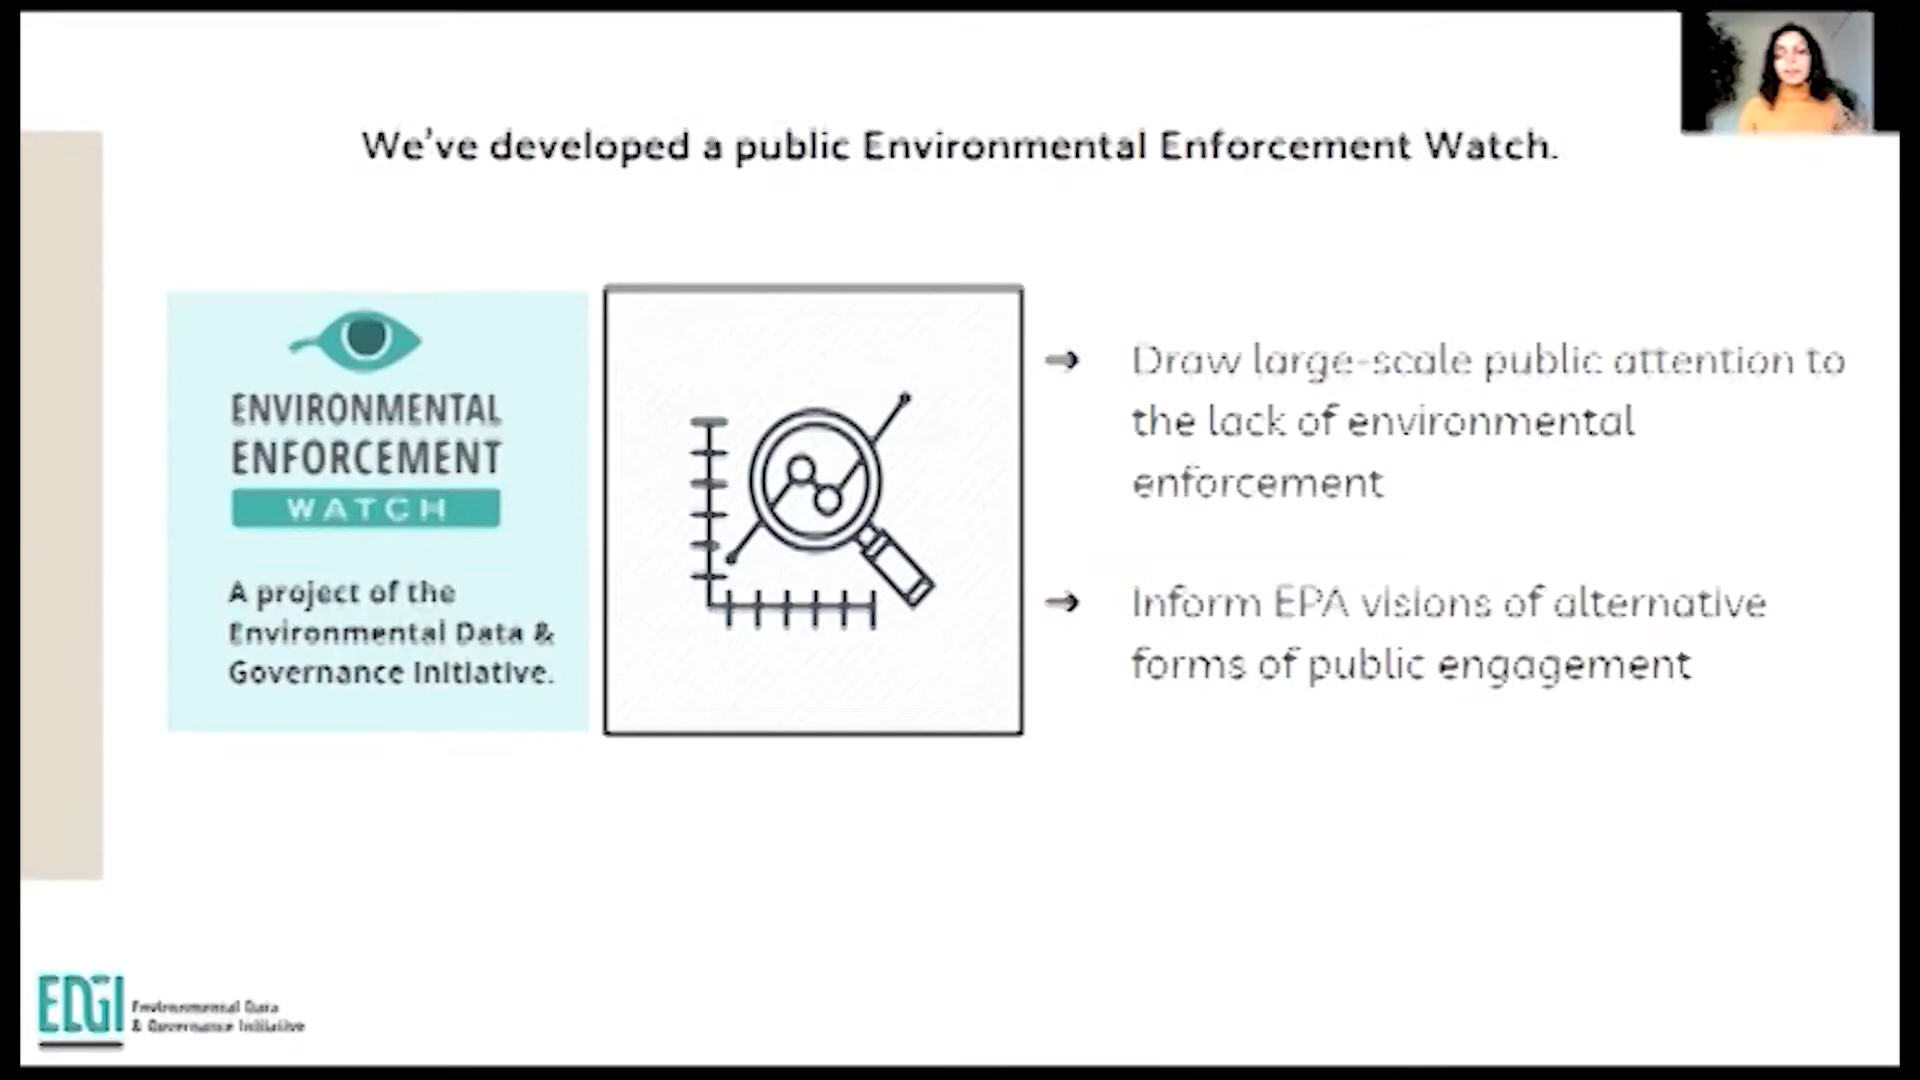 We've developed a public Environmental Enforcement Watch.
ENVIRONMENTAL
ENFORCEMENT
WATCH
A project of the
Environmental Data &
Governance Initiative.
→ Draw large-scale public attention to
the lack of environmental
enforcement
→ Inform EPA visions of alternative
forms of public engagement
EDGI
Environmental Data
& Governance Initiative